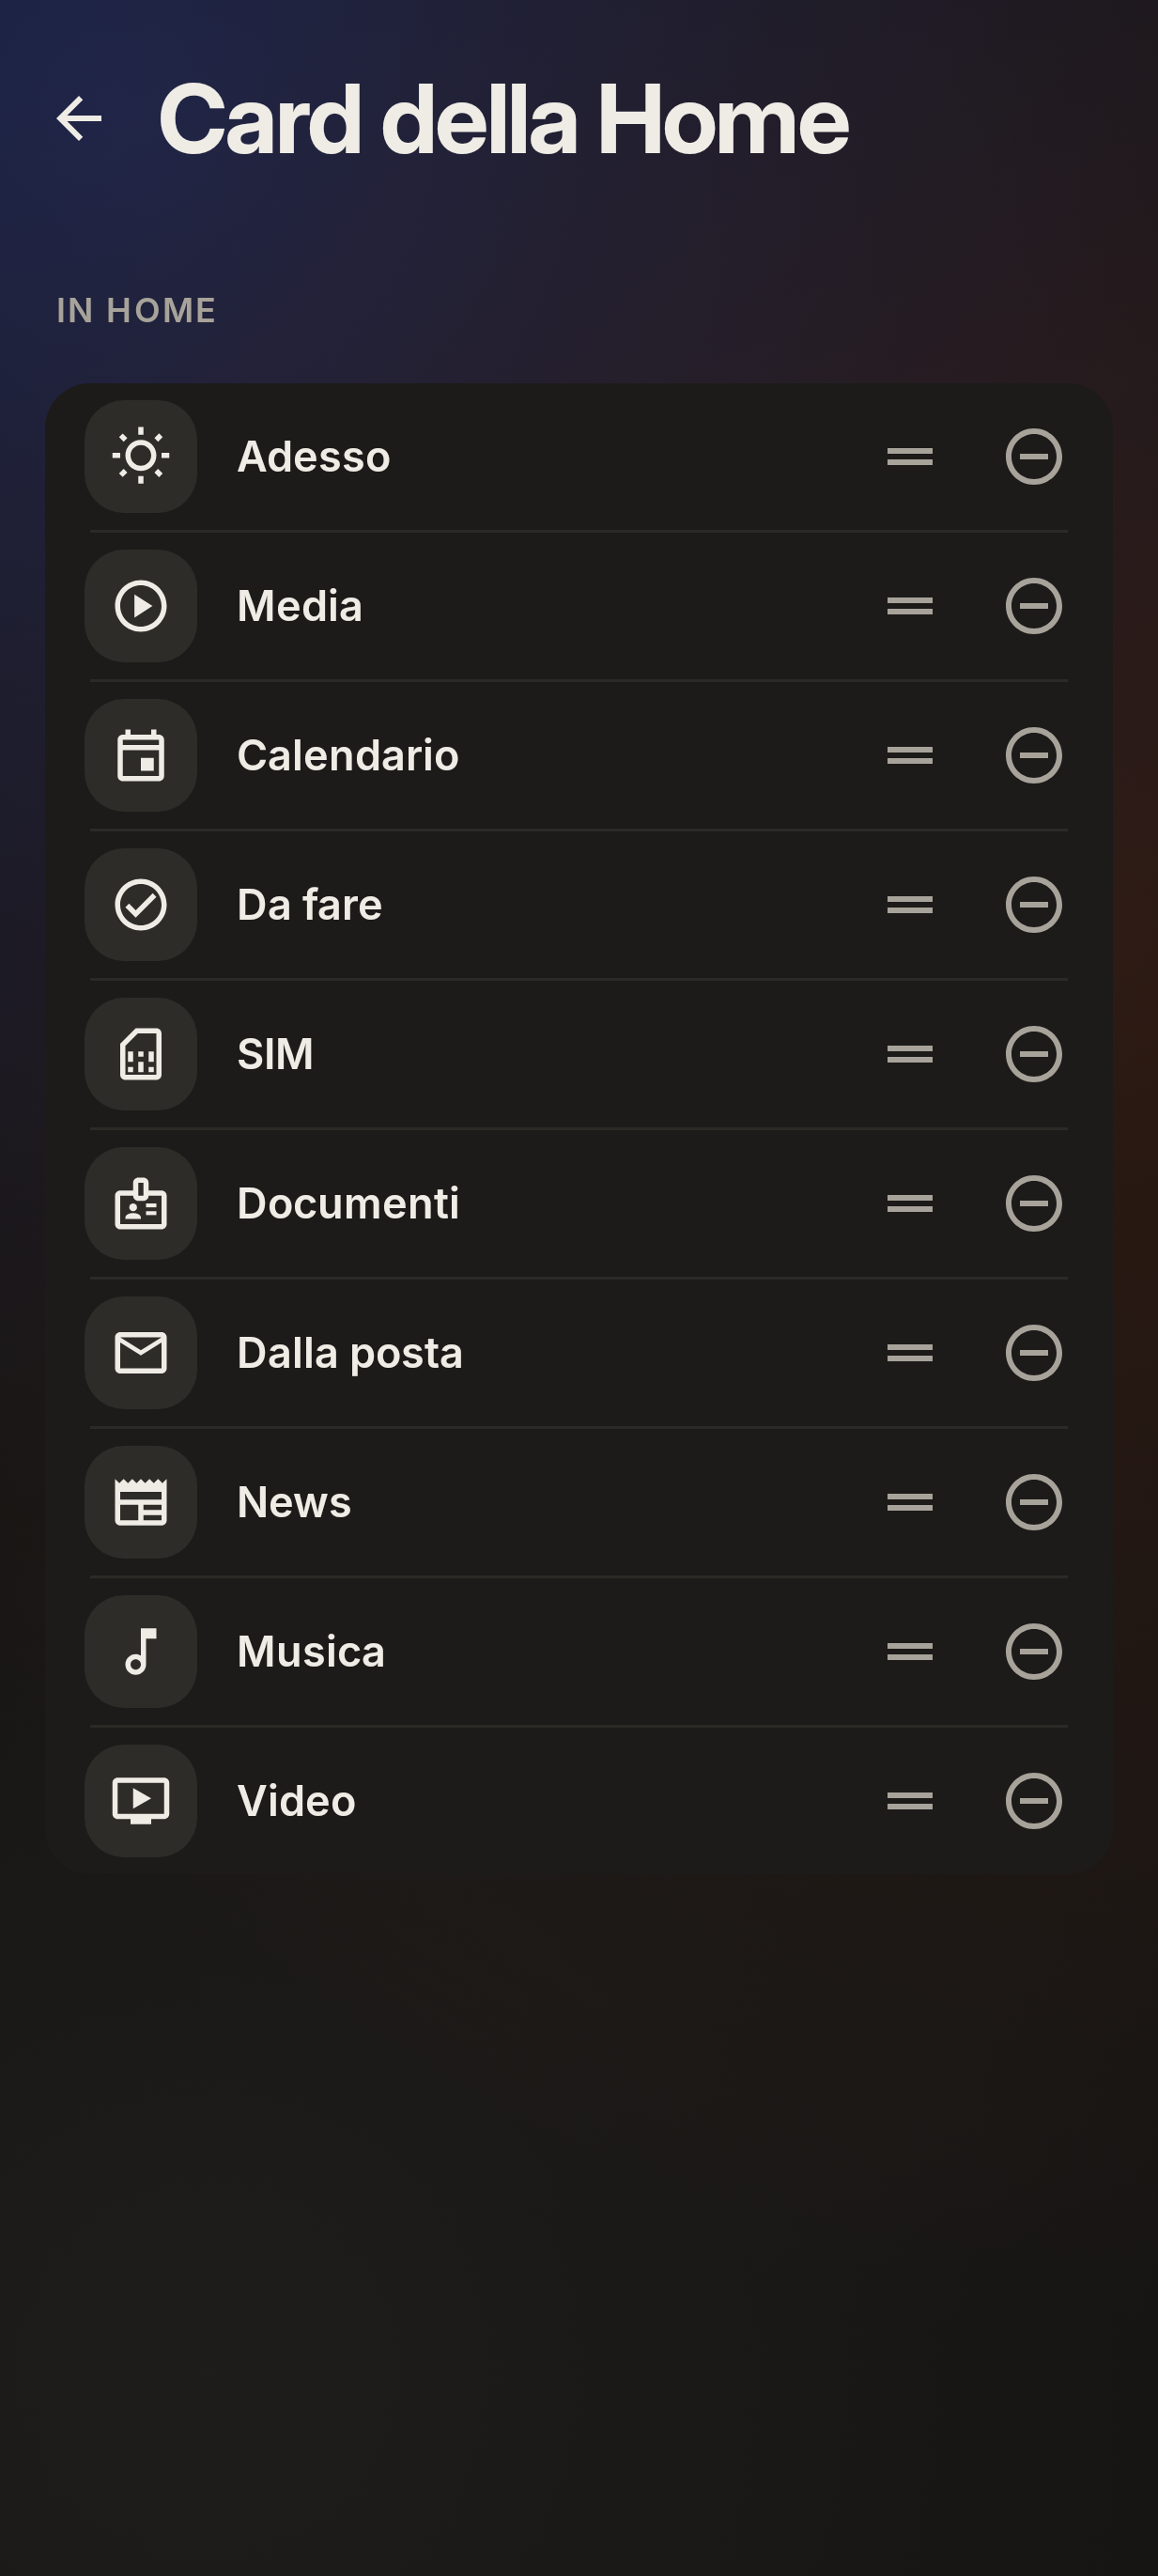 Card della Home
IN HOME
Adesso
Media
Calendario
Da fare
SIM
Documenti
Dalla posta
News
Musica
Video